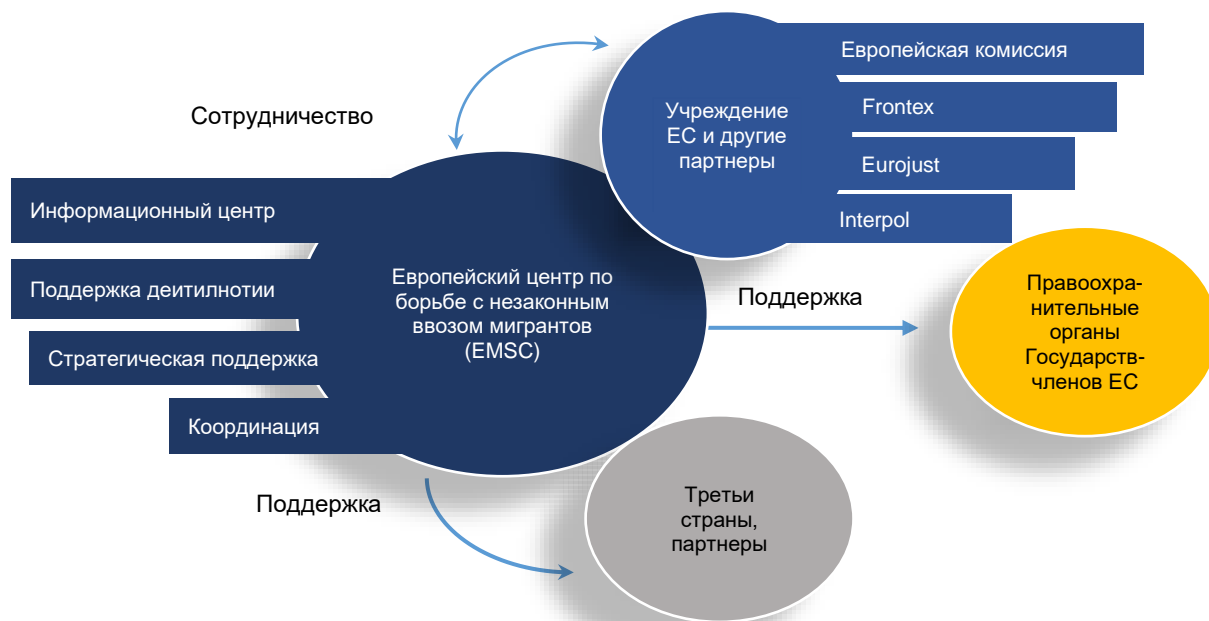 Европейская комиссия
Frontex
Eurojust
Interpol
Учреждение
ЕС и другие
партнеры
Сотрудничество
Информационный центр
Поддержка деитилнотии
Стратегическая поддержка
Координация
Европейский центр по
борьбе с незаконным
ввозом мигрантов
(EMSC)
Поддержка
Правоохра-
нительные
органы
Государств-
членов ЕС
Поддержка
Третьи
страны,
партнеры